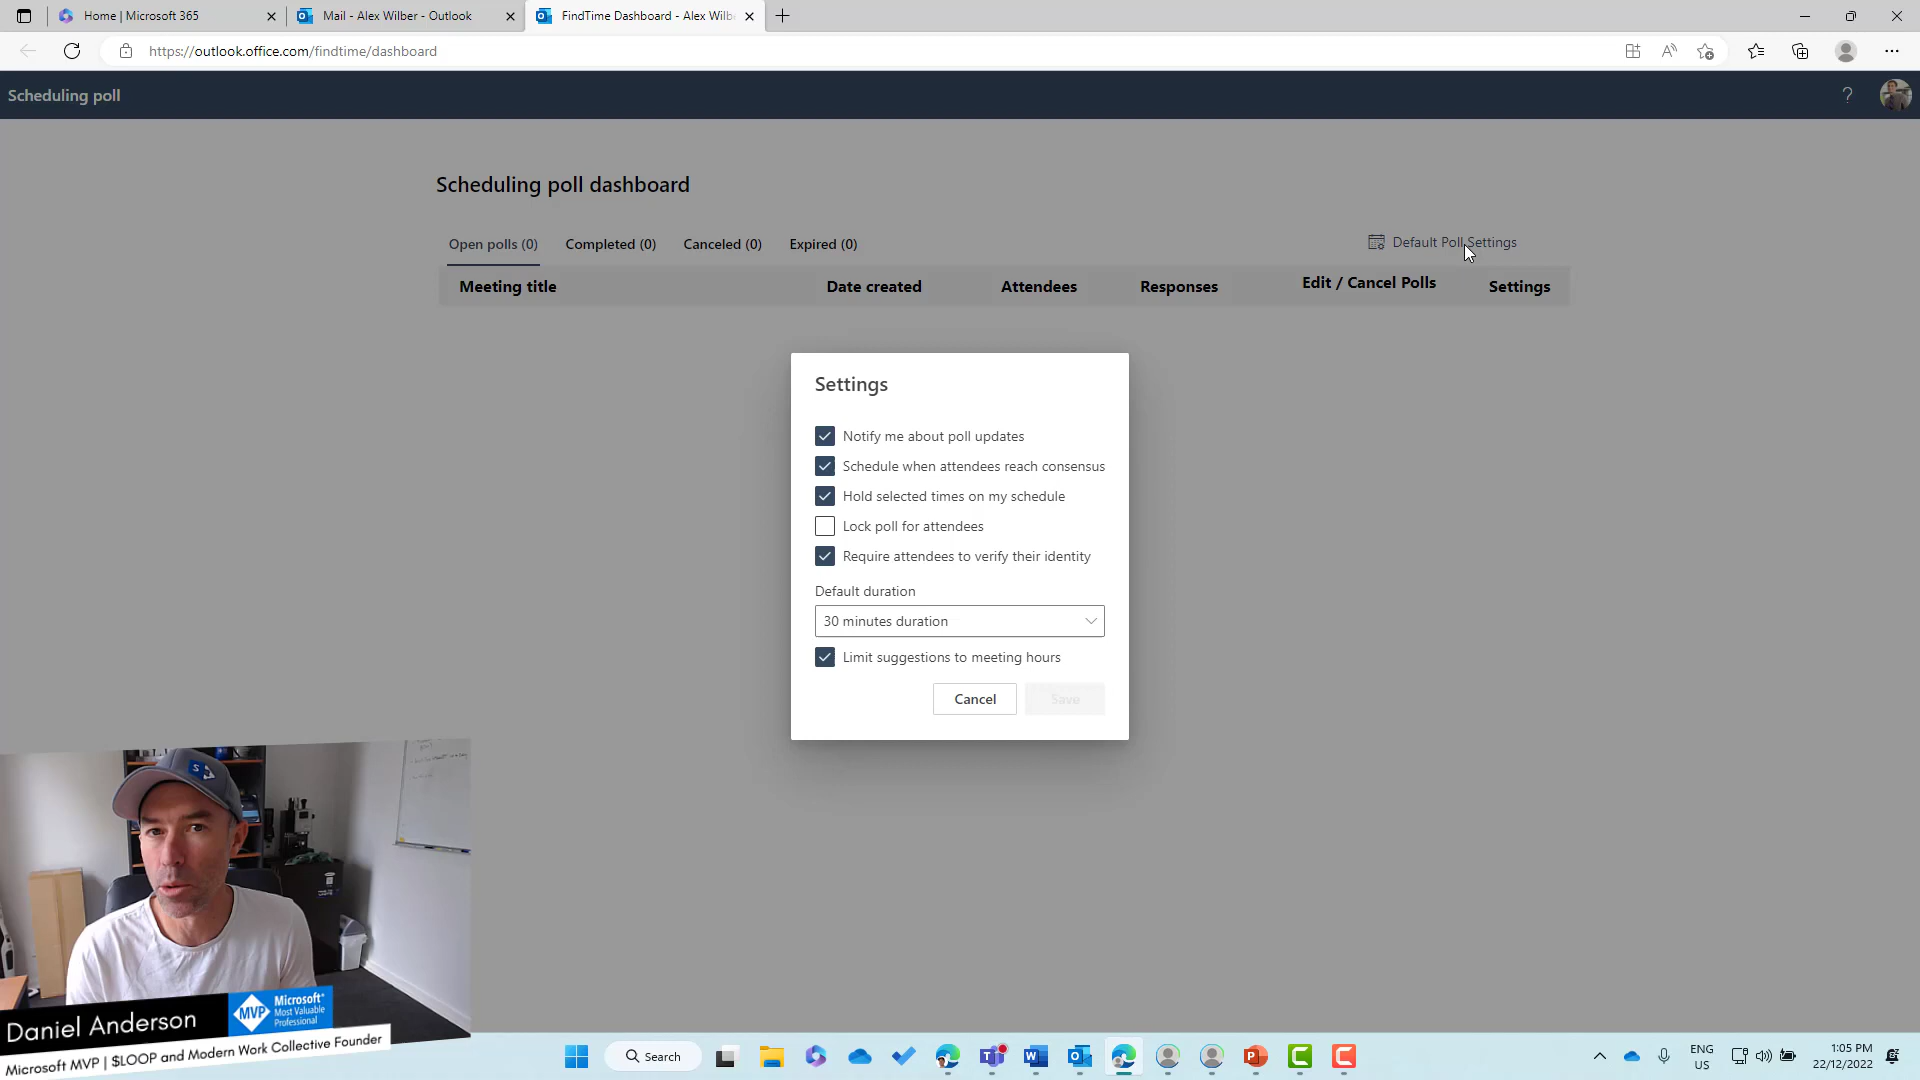 Home | Microsoft 365
Mail - Alex Wilber - Outlook
FindTime Dashboard - Alex Wilb
https://outlook.office.com/findtime/dashboard
Scheduling poll
?
Scheduling poll dashboard
Open polls (0)
Completed (0)
Canceled (0)
Expired (0)
Default Poll Settings
Meeting title
Date created
Attendees
Responses
Edit / Cancel Polls
Settings
Settings
Notify me about poll updates
Schedule when attendees reach consensus
Hold selected times on my schedule
Lock poll for attendees
Require attendees to verify their identity
Default duration
30 minutes duration
Limit suggestions to meeting hours
Cancel
Save
Daniel Anderson
MVP
Microsoft®
Most Valuable
Professional
Microsoft MVP | $LOOP and Modern Work Collective Founder
Search
ENG
US
1:05 PM
22/12/2022